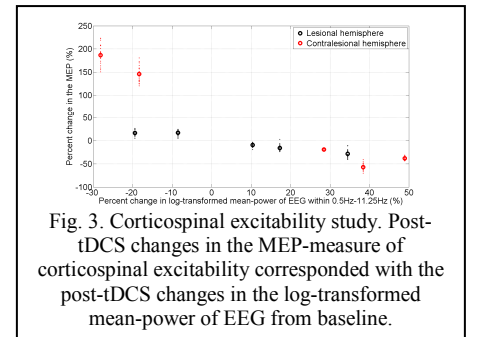 Lesional hemisphere
Contralesional hemisphere
250
200
150
100
50
0
-50
-100
Percent change in the MEP (%)
-30 -20 -10 0 10 20 30 40 50
Percent change in log-transformed mean-power of EEG within 0.5Hz-11.25Hz (%)
Fig. 3. Corticospinal excitability study. Post-
tDCS changes in the MEP-measure of
corticospinal excitability corresponded with the
post-tDCS changes in the log-transformed
mean-power of EEG from baseline.